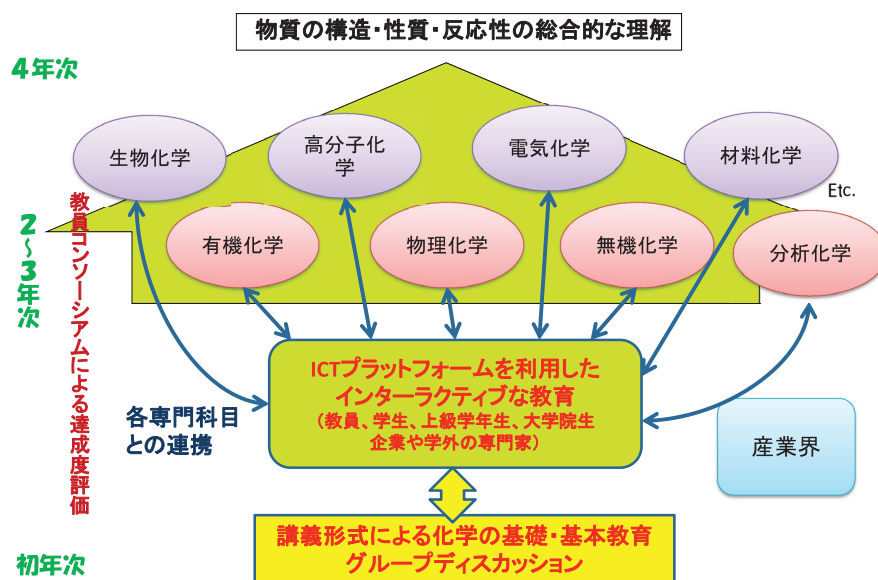 物質の構造・性質・反応性の総合的な理解
4年次
生物化学
高分子化
学
電気化学
材料化学
Etc.
2～3年次
教員コンソーシアムによる達成度評価
有機化学
物理化学
無機化学
分析化学
ICTプラットフォームを利用した
インターラクティブな教育
（教員、学生、上級学年生、大学院生
企業や学外の専門家）
各専門科目
との連携
産業界
講義形式による化学の基礎・基本教育
グループディスカッション
初年次